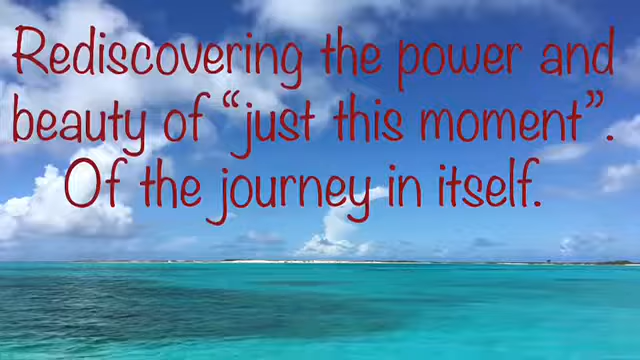 Rediscovering the power and
beauty of “just this moment”.
Of the journey in itself.